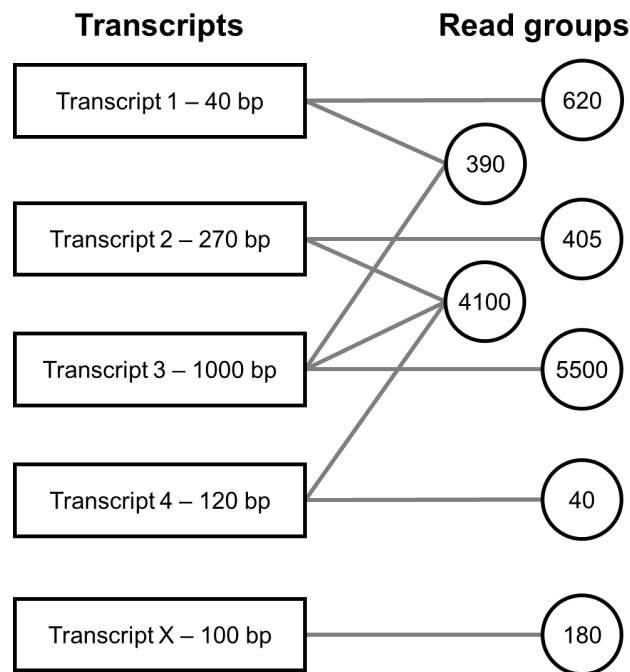 Transcripts
Read groups
Transcript 1 – 40 bp
620
390
Transcript 2 – 270 bp
405
4100
Transcript 3 – 1000 bp
5500
Transcript 4 – 120 bp
40
Transcript X – 100 bp
180